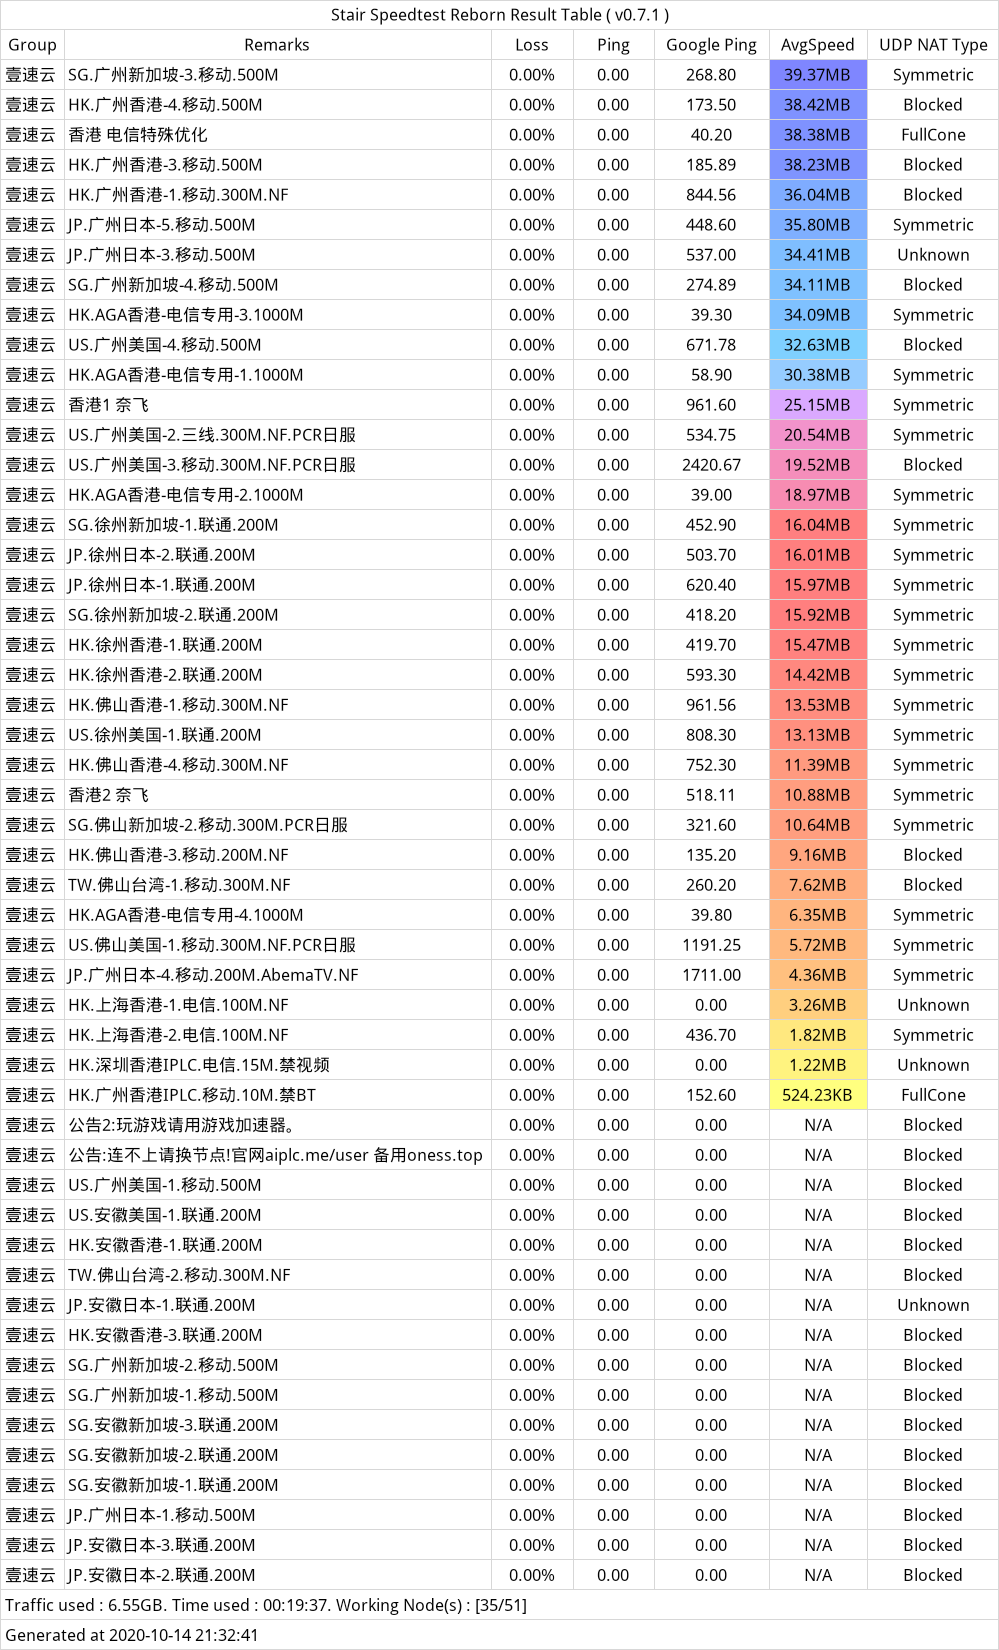 Stair Speedtest Reborn Result Table ( v0.7.1 )
Group Remarks Loss Ping Google Ping AvgSpeed UDP NAT Type
壹速云 SG.广州新加坡-3.移动.500M 0.00% 0.00 268.80 39.37MB Symmetric
壹速云 HK.广州香港-4.移动.500M 0.00% 0.00 173.50 38.42MB Blocked
壹速云 香港 电信特殊优化 0.00% 0.00 40.20 38.38MB FullCone
壹速云 HK.广州香港-3.移动.500M 0.00% 0.00 185.89 38.23MB Blocked
壹速云 HK.广州香港-1.移动.300M.NF 0.00% 0.00 844.56 36.04MB Blocked
壹速云 JP.广州日本-5.移动.500M 0.00% 0.00 448.60 35.80MB Symmetric
壹速云 JP.广州日本-3.移动.500M 0.00% 0.00 537.00 34.41MB Unknown
壹速云 SG.广州新加坡-4.移动.500M 0.00% 0.00 274.89 34.11MB Blocked
壹速云 HK.AGA香港-电信专用-3.1000M 0.00% 0.00 39.30 34.09MB Symmetric
壹速云 US.广州美国-4.移动.500M 0.00% 0.00 671.78 32.63MB Blocked
壹速云 HK.AGA香港-电信专用-1.1000M 0.00% 0.00 58.90 30.38MB Symmetric
壹速云 香港1 奈飞 0.00% 0.00 961.60 25.15MB Symmetric
壹速云 US.广州美国-2.三线.300M.NF.PCR日服 0.00% 0.00 534.75 20.54MB Symmetric
壹速云 US.广州美国-3.移动.300M.NF.PCR日服 0.00% 0.00 2420.67 19.52MB Blocked
壹速云 HK.AGA香港-电信专用-2.1000M 0.00% 0.00 39.00 18.97MB Symmetric
壹速云 SG.徐州新加坡-1.联通.200M 0.00% 0.00 452.90 16.04MB Symmetric
壹速云 JP.徐州日本-2.联通.200M 0.00% 0.00 503.70 16.01MB Symmetric
壹速云 JP.徐州日本-1.联通.200M 0.00% 0.00 620.40 15.97MB Symmetric
壹速云 SG.徐州新加坡-2.联通.200M 0.00% 0.00 418.20 15.92MB Symmetric
壹速云 HK.徐州香港-1.联通.200M 0.00% 0.00 419.70 15.47MB Symmetric
壹速云 HK.徐州香港-2.联通.200M 0.00% 0.00 593.30 14.42MB Symmetric
壹速云 HK.佛山香港-1.移动.300M.NF 0.00% 0.00 961.56 13.53MB Symmetric
壹速云 US.徐州美国-1.联通.200M 0.00% 0.00 808.30 13.13MB Symmetric
壹速云 HK.佛山香港-4.移动.300M.NF 0.00% 0.00 752.30 11.39MB Symmetric
壹速云 香港2 奈飞 0.00% 0.00 518.11 10.88MB Symmetric
壹速云 SG.佛山新加坡-2.移动.300M.PCR日服 0.00% 0.00 321.60 10.64MB Symmetric
壹速云 HK.佛山香港-3.移动.200M.NF 0.00% 0.00 135.20 9.16MB Blocked
壹速云 TW.佛山台湾-1.移动.300M.NF 0.00% 0.00 260.20 7.62MB Blocked
壹速云 HK.AGA香港-电信专用-4.1000M 0.00% 0.00 39.80 6.35MB Symmetric
壹速云 US.佛山美国-1.移动.300M.NF.PCR日服 0.00% 0.00 1191.25 5.72MB Symmetric
壹速云 JP.广州日本-4.移动.200M.AbemaTV.NF 0.00% 0.00 1711.00 4.36MB Symmetric
壹速云 HK.上海香港-1.电信.100M.NF 0.00% 0.00 0.00 3.26MB Unknown
壹速云 HK.上海香港-2.电信.100M.NF 0.00% 0.00 436.70 1.82MB Symmetric
壹速云 HK.深圳香港IPLC.电信.15M.禁视频 0.00% 0.00 0.00 1.22MB Unknown
壹速云 HK.广州香港IPLC.移动.10M.禁BT 0.00% 0.00 152.60 524.23KB FullCone
壹速云 公告2:玩游戏请用游戏加速器。 0.00% 0.00 0.00 N/A Blocked
壹速云 公告:连不上请换节点!官网aiplc.me/user 备用oness.top 0.00% 0.00 0.00 N/A Blocked
壹速云 US.广州美国-1.移动.500M 0.00% 0.00 0.00 N/A Blocked
壹速云 US.安徽美国-1.联通.200M 0.00% 0.00 0.00 N/A Blocked
壹速云 HK.安徽香港-1.联通.200M 0.00% 0.00 0.00 N/A Blocked
壹速云 TW.佛山台湾-2.移动.300M.NF 0.00% 0.00 0.00 N/A Blocked
壹速云 JP.安徽日本-1.联通.200M 0.00% 0.00 0.00 N/A Unknown
壹速云 HK.安徽香港-3.联通.200M 0.00% 0.00 0.00 N/A Blocked
壹速云 SG.广州新加坡-2.移动.500M 0.00% 0.00 0.00 N/A Blocked
壹速云 SG.广州新加坡-1.移动.500M 0.00% 0.00 0.00 N/A Blocked
壹速云 SG.安徽新加坡-3.联通.200M 0.00% 0.00 0.00 N/A Blocked
壹速云 SG.安徽新加坡-2.联通.200M 0.00% 0.00 0.00 N/A Blocked
壹速云 SG.安徽新加坡-1.联通.200M 0.00% 0.00 0.00 N/A Blocked
壹速云 JP.广州日本-1.移动.500M 0.00% 0.00 0.00 N/A Blocked
壹速云 JP.安徽日本-3.联通.200M 0.00% 0.00 0.00 N/A Blocked
壹速云 JP.安徽日本-2.联通.200M 0.00% 0.00 0.00 N/A Blocked
Traffic used : 6.55GB. Time used : 00:19:37. Working Node(s) : [35/51]
Generated at 2020-10-14 21:32:41